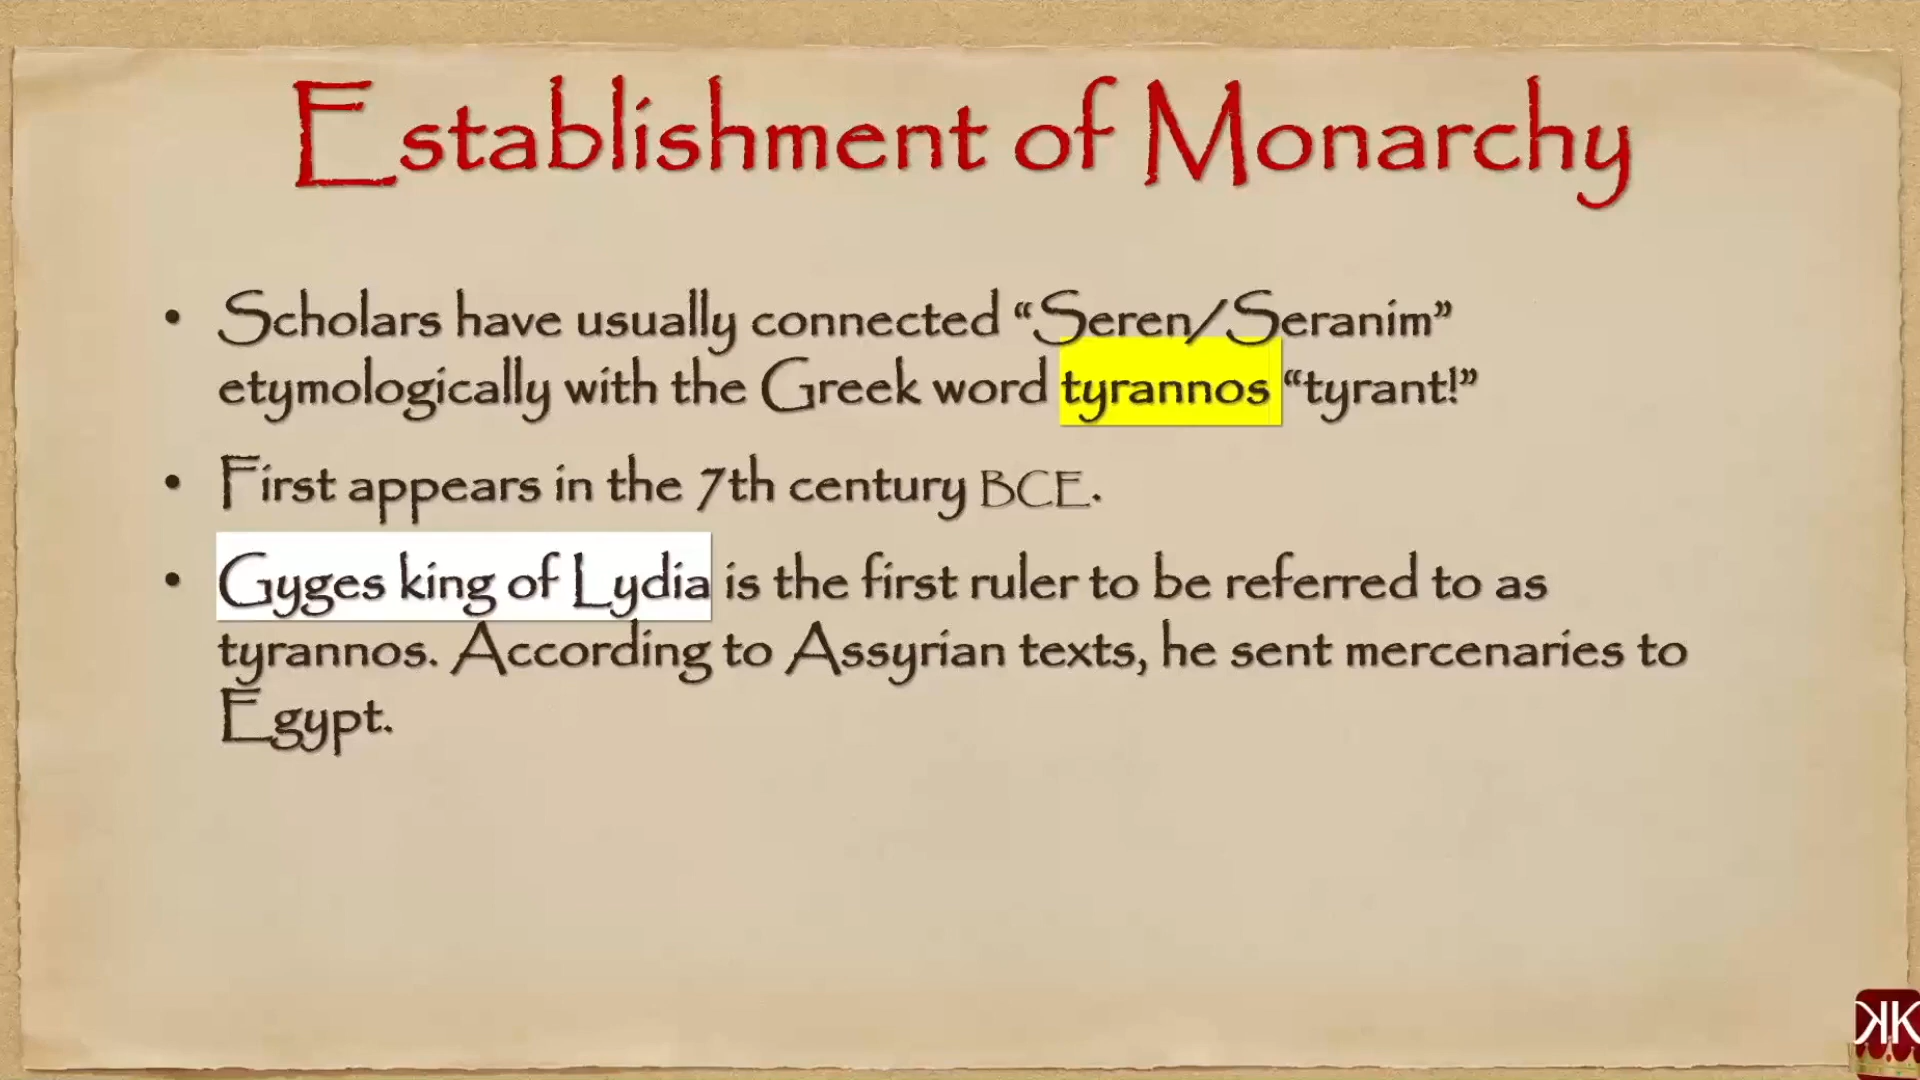 Establishment of Monarchy
• Scholars have usually connected “Seren/Seranim”
etymologically with the Greek word tyrannos “tyrant!”
• First appears in the 7th century BCE.
• Gyges king of Lydia is the first ruler to be referred to as
tyrannos. According to Assyrian texts, he sent mercenaries to
Egypt.
KK